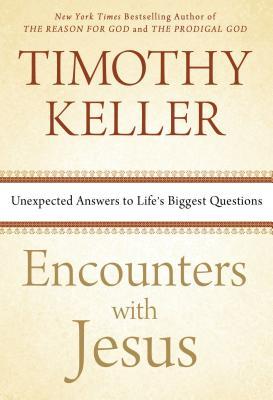 New York Times Bestselling Author of
THE REASON FOR GOD and THE PRODIGAL GOD
TIMOTHY
KELLER
Unexpected Answers to Life's Biggest Questions
Encounters
with
Jesus